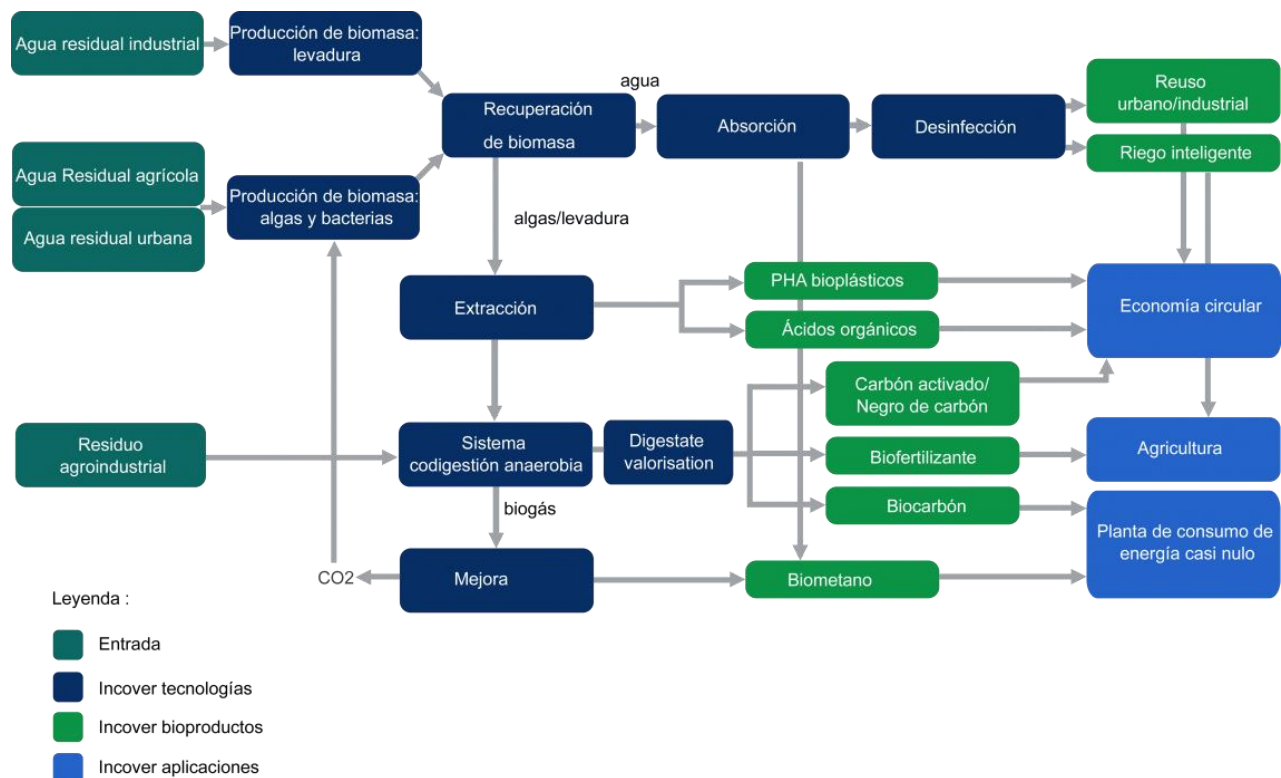 Agua residual industrial
Producción de biomasa:
levadura
agua
Recuperación
de biomasa
Absorción
Desinfección
Reuso
urbano/industrial
Riego inteligente
Agua Residual agrícola
Agua residual urbana
Producción de biomasa:
algas y bacterias
algas/levadura
Extracción
PHA bioplásticos
Ácidos orgánicos
Economía circular
Carbón activado/
Negro de carbón
Residuo
agroindustrial
Sistema
codigestión anaerobia
Digestate
valorisation
Biofertilizante
Agricultura
biogás
Biocarbón
Planta de consumo de
energía casi nulo
CO2
Mejora
Biometano
Leyenda :
Entrada
Incover tecnologías
Incover bioproductos
Incover aplicaciones